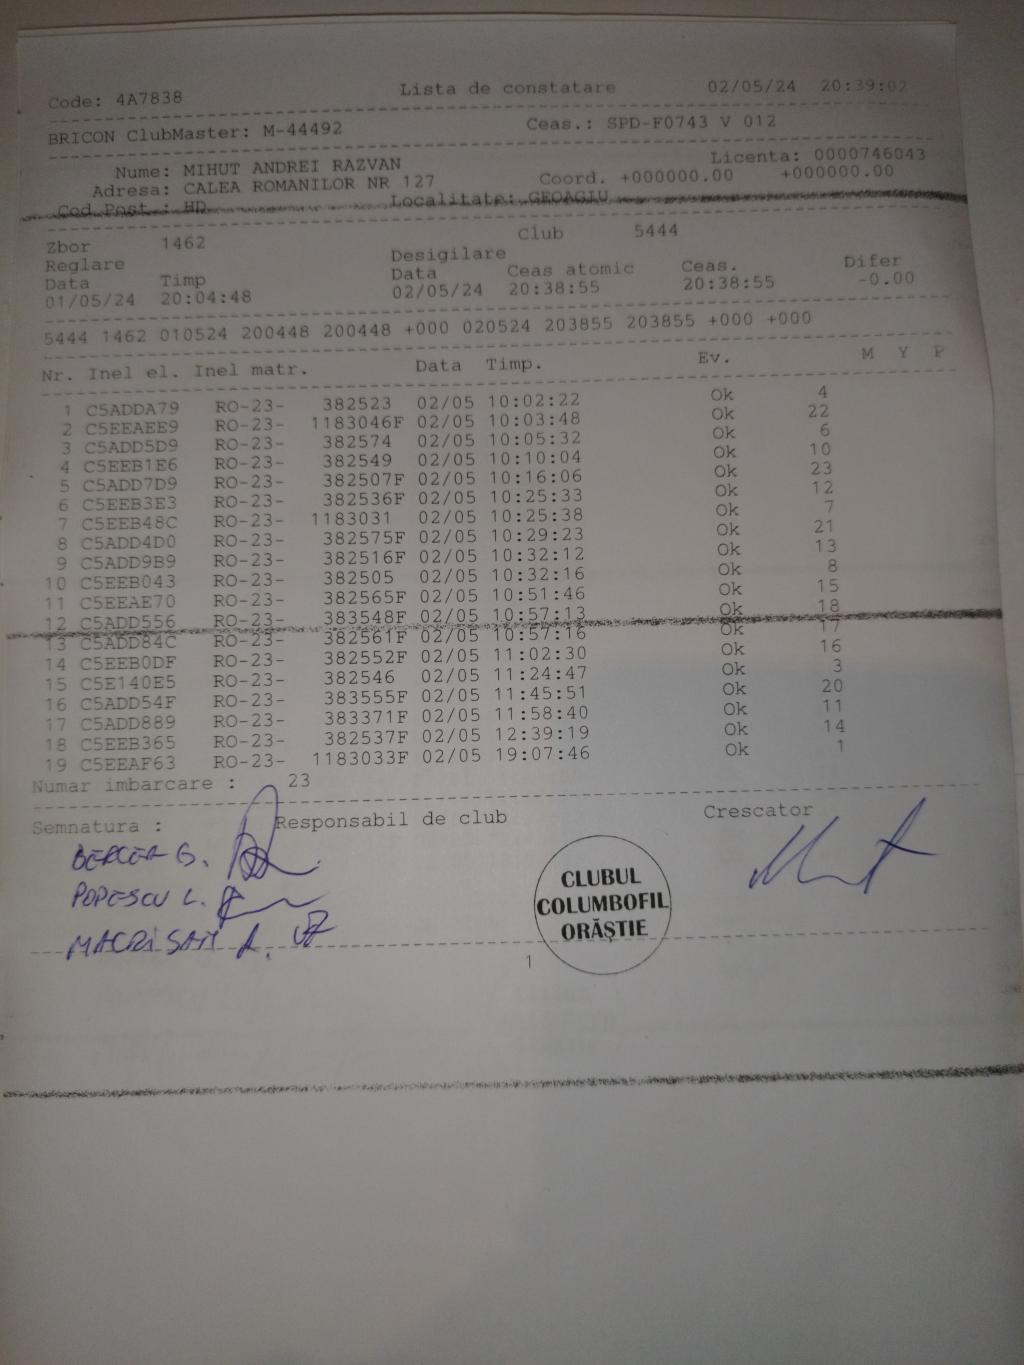 Code: 4A7838 Lista de constatare 02/05/24 20:39:02
BRICON ClubMaster: M-44492 Ceas.: SPD-F0743 V 012
Nume: MIHUT ANDREI RAZVAN Licenta: 0000746043
Adresa: CALEA ROMANILOR NR 127 Coord. +000000.00 +000000.00
Cod Post.: HD Localitate: GEOAGIU
Zbor 1462 Club 5444
Reglare Desigilare
Data Timp Data Ceas atomic Ceas. Difer
01/05/24 20:04:48 02/05/24 20:38:55 20:38:55 -0.00
5444 1462 010524 200448 200448 +000 020524 203855 203855 +000 +000
Nr. Inel el. Inel matr. Data Timp. Ev. M Y P
1 C5ADDA79 RO-23- 382523 02/05 10:02:22 Ok 4
2 C5EEAEE9 RO-23- 1183046F 02/05 10:03:48 Ok 22
3 C5ADD5D9 RO-23- 382574 02/05 10:05:32 Ok 6
4 C5EEB1E6 RO-23- 382549 02/05 10:10:04 Ok 10
5 C5ADD7D9 RO-23- 382507F 02/05 10:16:06 Ok 23
6 C5EEB3E3 RO-23- 382536F 02/05 10:25:33 Ok 12
7 C5EEB48C RO-23- 1183031 02/05 10:25:38 Ok 7
8 C5ADD4D0 RO-23- 382575F 02/05 10:29:23 Ok 21
9 C5ADD9B9 RO-23- 382516F 02/05 10:32:12 Ok 13
10 C5EEB043 RO-23- 382505 02/05 10:32:16 Ok 8
11 C5EEAE70 RO-23- 382565F 02/05 10:51:46 Ok 15
12 C5ADD556 RO-23- 383548F 02/05 10:57:13 Ok 18
13 C5ADD84C RO-23- 382561F 02/05 10:57:16 Ok 17
14 C5EEB0DF RO-23- 382552F 02/05 11:02:30 Ok 16
15 C5E140E5 RO-23- 382546 02/05 11:24:47 Ok 3
16 C5ADD54F RO-23- 383555F 02/05 11:45:51 Ok 20
17 C5ADD889 RO-23- 383371F 02/05 11:58:40 Ok 11
18 C5EEB365 RO-23- 382537F 02/05 12:39:19 Ok 14
19 C5EEAF63 RO-23- 1183033F 02/05 19:07:46 Ok 1
Numar imbarcare : 23
Semnatura : Responsabil de club Crescator
BERCEA G.
POPESCU L.
MACRISAN A.
CLUBUL
COLUMBOFIL
ORĂȘTIE
1